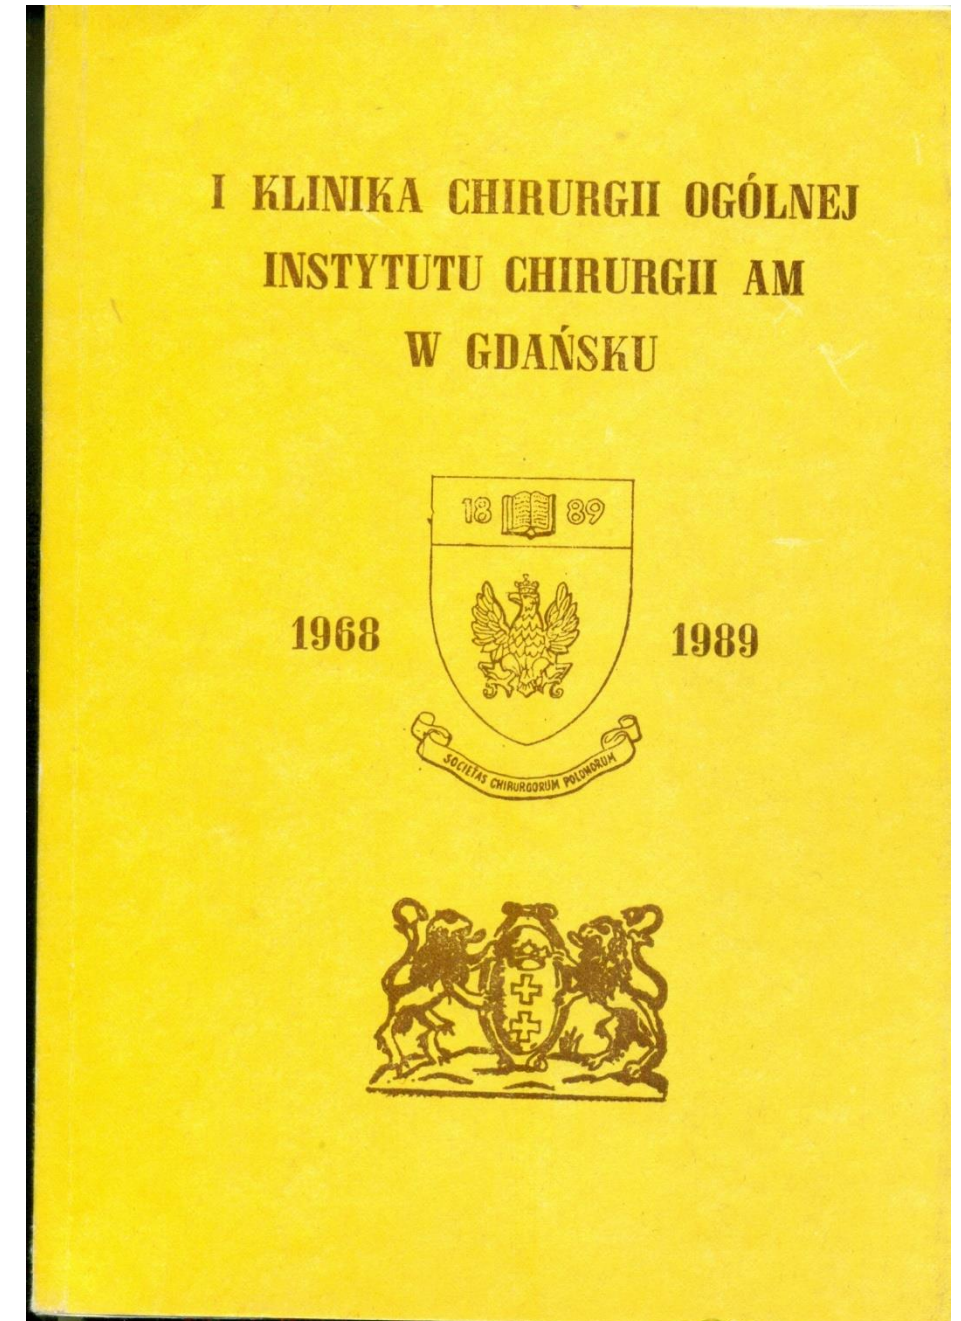 I KLINIKA CHIRURGII OGÓLNEJ
INSTYTUTU CHIRURGII AM
W GDAŃSKU
18 89
1968 1989
SOCIETAS CHIRURGORUM POLONORUM